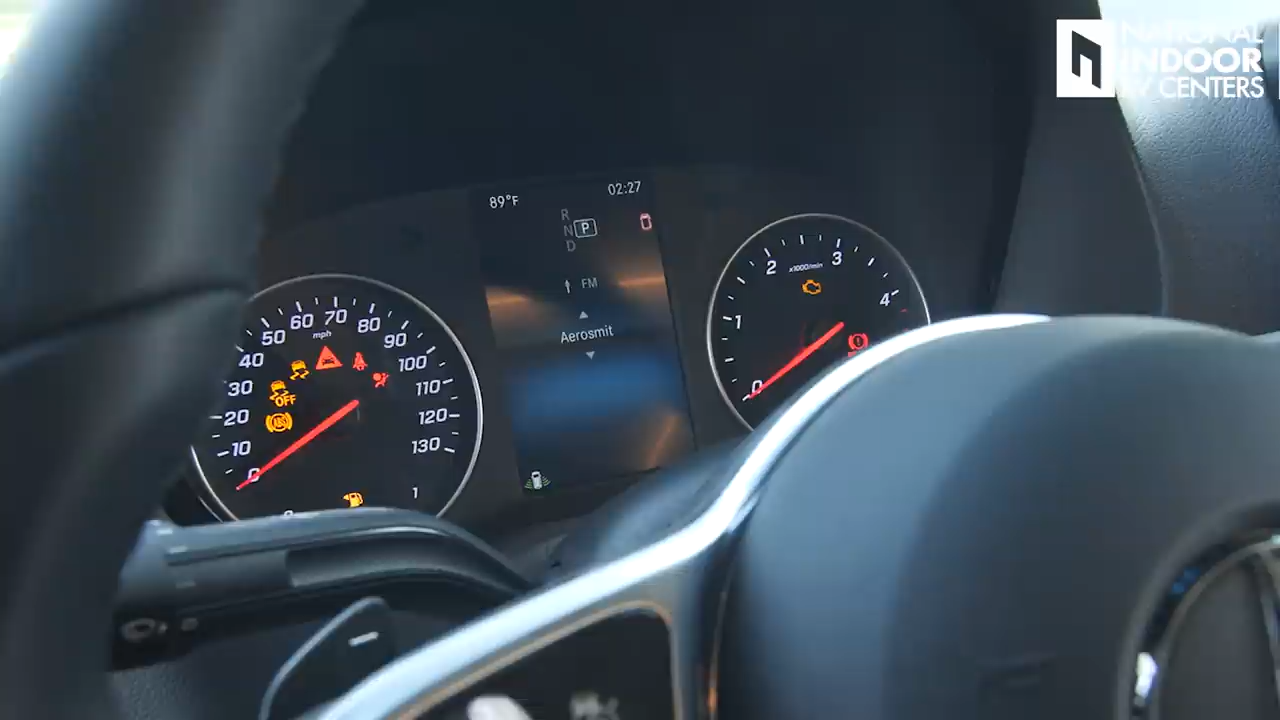 NATIONAL
INDOOR
RV CENTERS
89°F
02:27
R
N P
D
FM
Aerosmit
0 10 20 30 40 50 60 70 80 90 100 110 120 130
mph
OFF
ABS
1
0 1 2 3 4
x1000/min